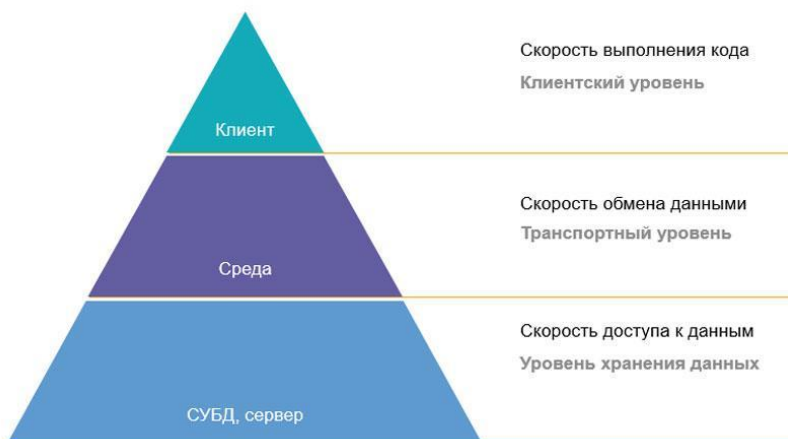 Скорость выполнения кода
Клиентский уровень
Клиент
Скорость обмена данными
Транспортный уровень
Среда
Скорость доступа к данным
Уровень хранения данных
СУБД, сервер